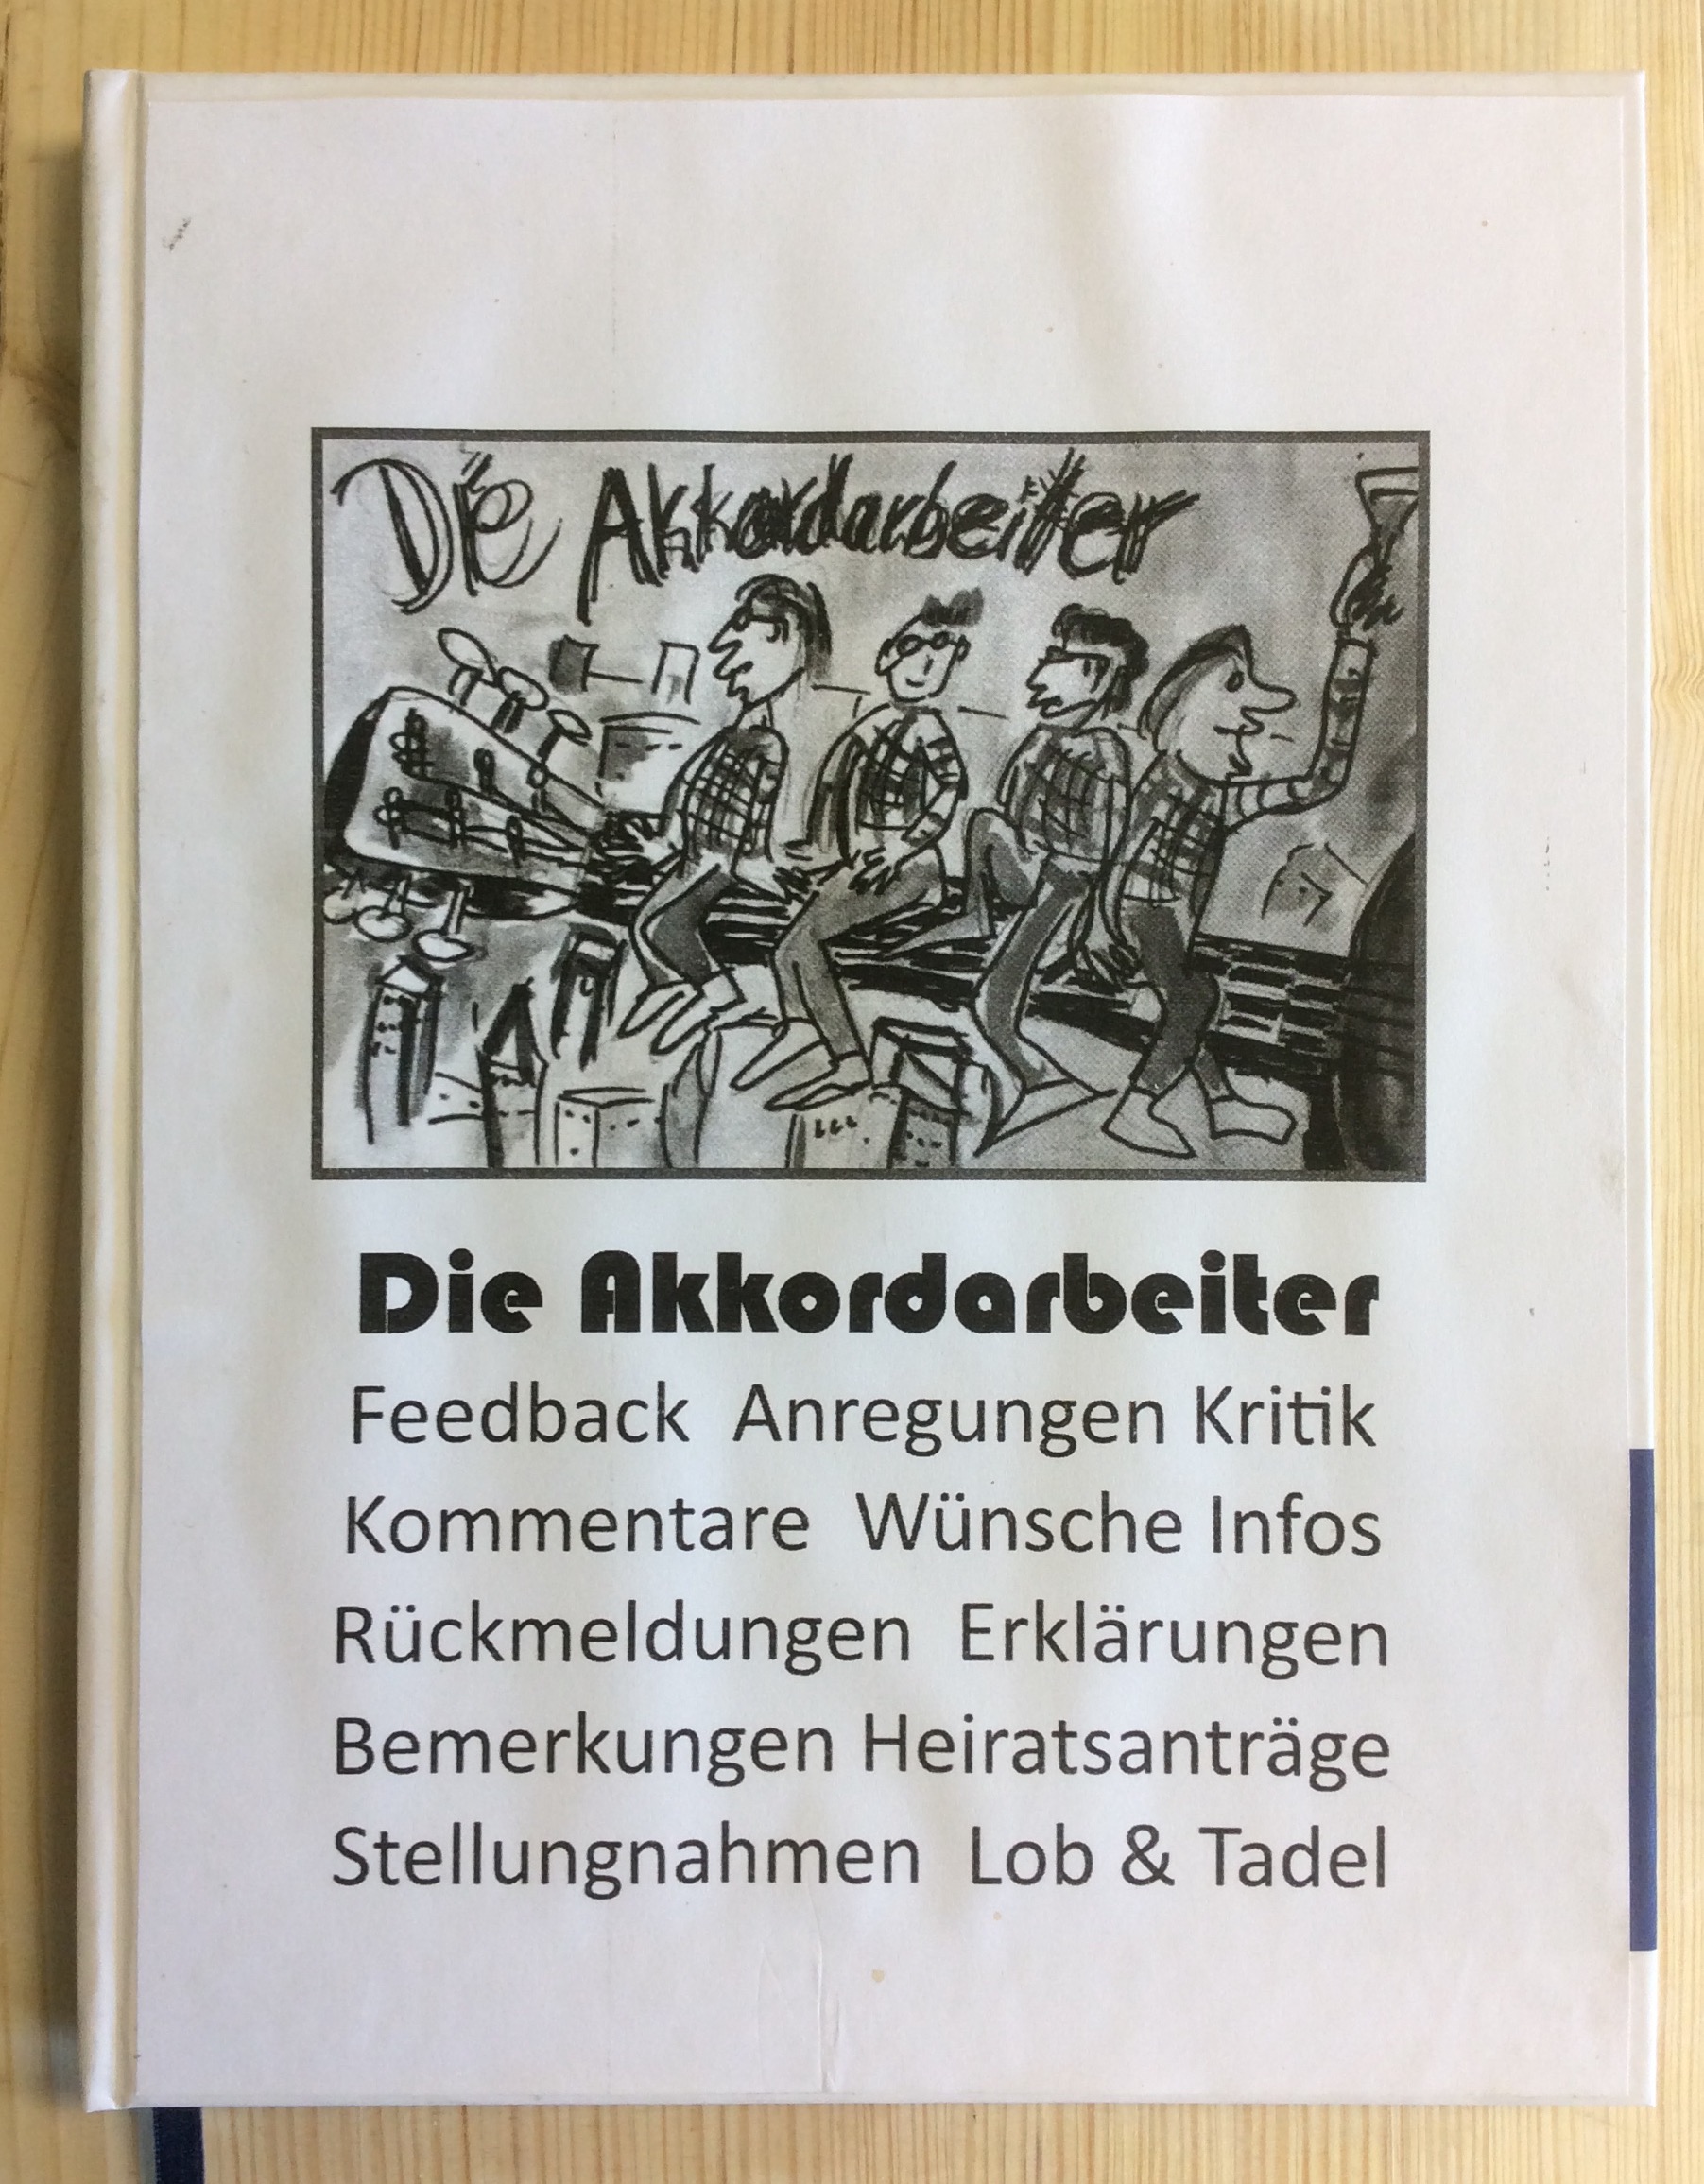 Die Akkordarbeiter
Die Akkordarbeiter
Feedback Anregungen Kritik
Kommentare Wünsche Infos
Rückmeldungen Erklärungen
Bemerkungen Heiratsanträge
Stellungnahmen Lob & Tadel